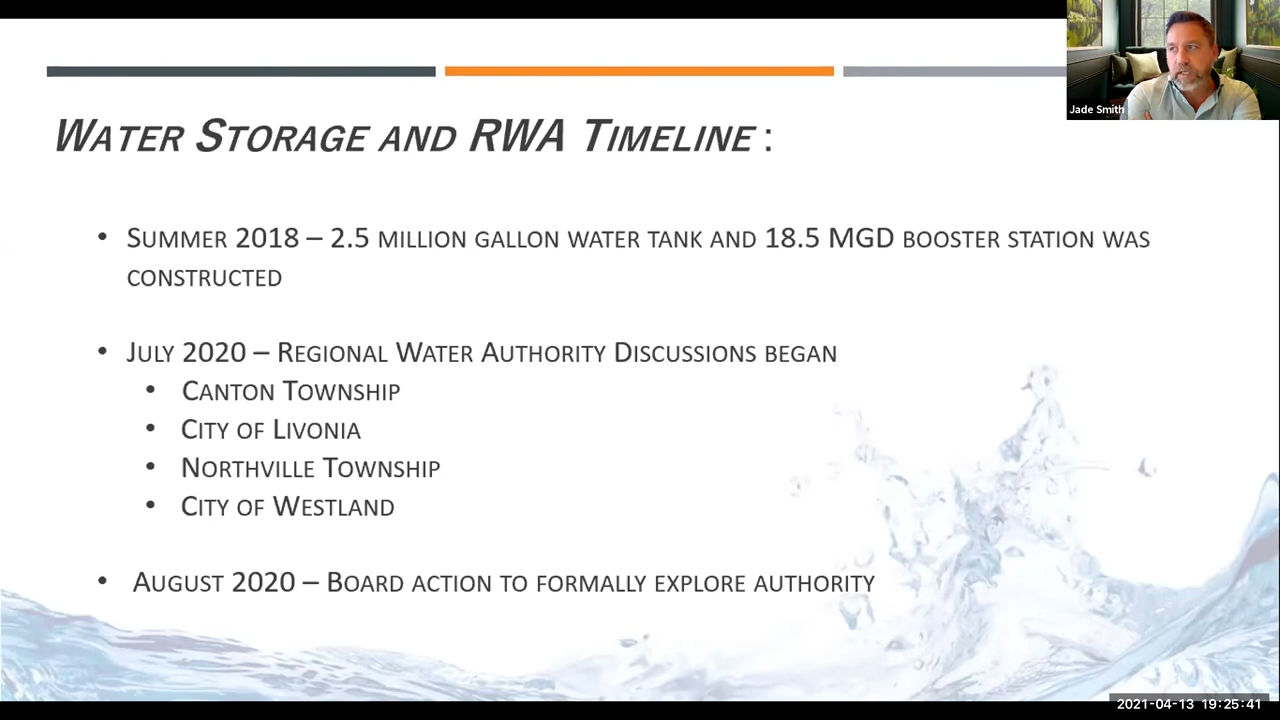 Water Storage and RWA Timeline :
Jade Smith
• Summer 2018 – 2.5 million gallon water tank and 18.5 MGD booster station was
constructed
• July 2020 – Regional Water Authority Discussions began
• Canton Township
• City of Livonia
• Northville Township
• City of Westland
• August 2020 – Board action to formally explore authority
2021-04-13 19:25:41